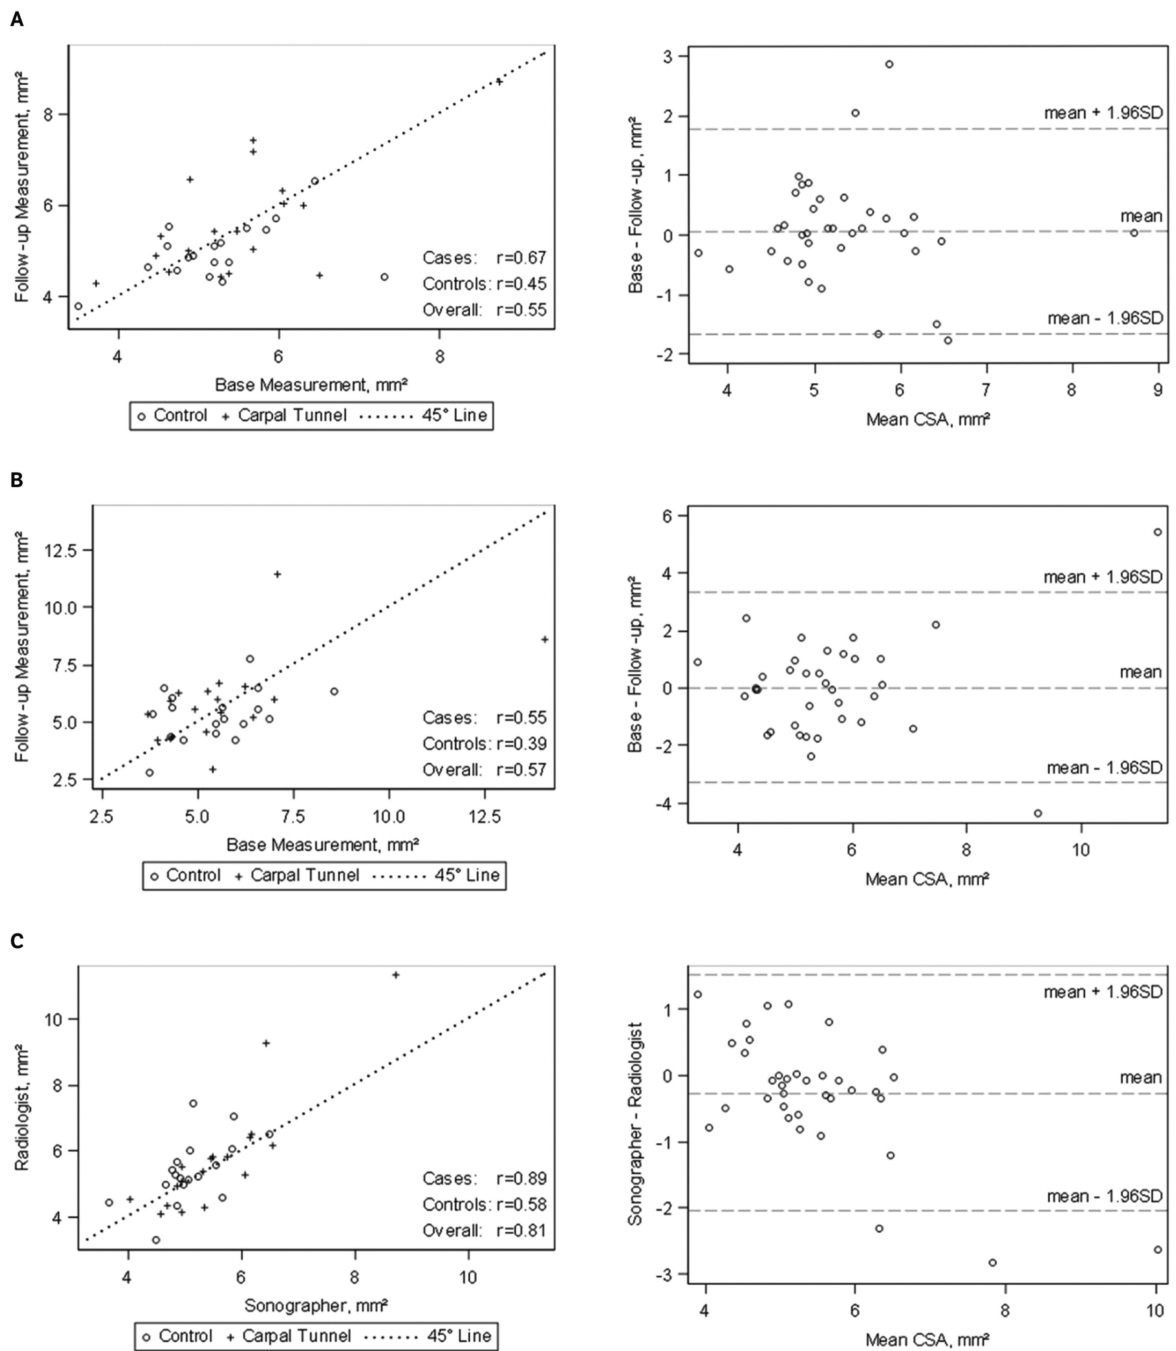 A
Follow-up Measurement, mm²
8
6
4
Cases: r=0.67
Controls: r=0.45
Overall: r=0.55
4 6 8
Base Measurement, mm²
Control Carpal Tunnel 45° Line
Base - Follow-up, mm²
3
2
1
0
-1
-2
mean + 1.96SD
mean
mean - 1.96SD
4 5 6 7 8 9
Mean CSA, mm²
B
Follow-up Measurement, mm²
12.5
10.0
7.5
5.0
2.5
Cases: r=0.55
Controls: r=0.39
Overall: r=0.57
2.5 5.0 7.5 10.0 12.5
Base Measurement, mm²
Control Carpal Tunnel 45° Line
Base - Follow-up, mm²
6
4
2
0
-2
-4
mean + 1.96SD
mean
mean - 1.96SD
4 6 8 10
Mean CSA, mm²
C
Radiologist, mm²
10
8
6
4
Cases: r=0.89
Controls: r=0.58
Overall: r=0.81
4 6 8 10
Sonographer, mm²
Control Carpal Tunnel 45° Line
Sonographer - Radiologist
1
0
-1
-2
-3
mean + 1.96SD
mean
mean - 1.96SD
4 6 8 10
Mean CSA, mm²